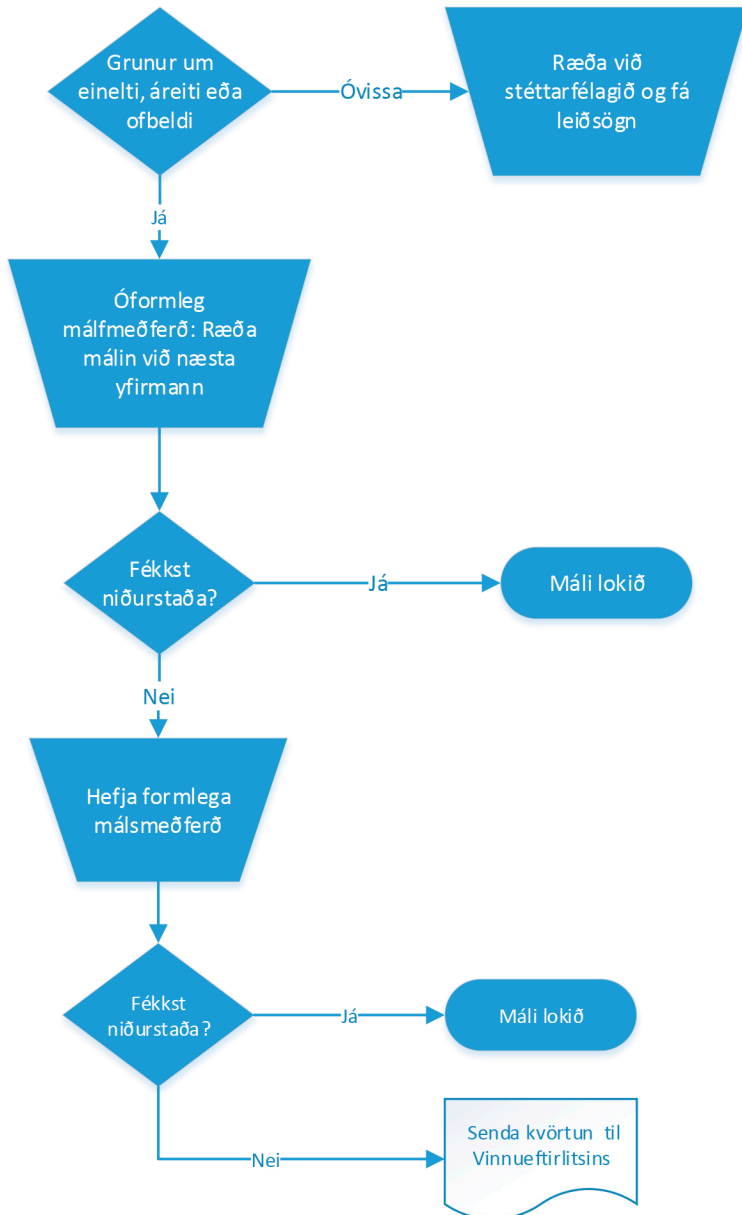 Grunur um
einelti, áreiti eða
ofbeldi
Óvissa
Ræða við
stéttarfélagið og fá
leiðsögn
Já
Óformleg
málfmeðferð: Ræða
málin við næsta
yfirmann
Fékkst
niðurstaða?
Já
Máli lokið
Nei
Hefja formlega
málsmeðferð
Fékkst
niðurstaða?
Já
Máli lokið
Nei
Senda kvörtun til
Vinnueftirlitsins